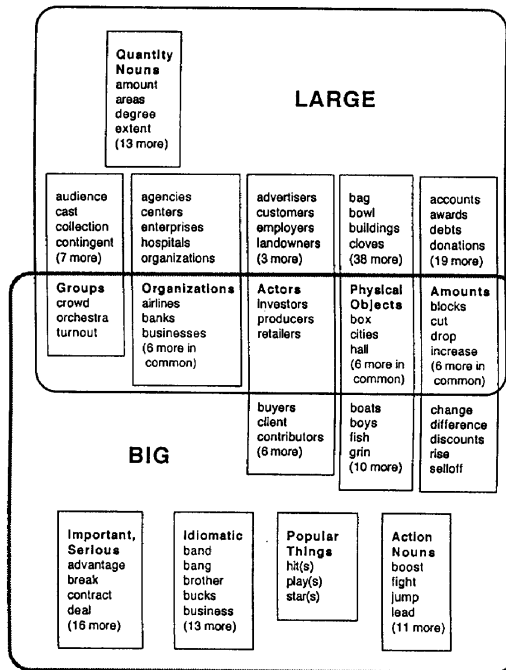 Quantity
Nouns
amount
areas
degree
extent
(13 more)
LARGE
audience
cast
collection
contingent
(7 more)
Groups
crowd
orchestra
turnout
agencies
centers
enterprises
hospitals
organizations
Organizations
airlines
banks
businesses
(6 more in
common)
advertisers
customers
employers
landowners
(3 more)
Actors
investors
producers
retailers
buyers
client
contributors
(6 more)
bag
bowl
buildings
cloves
(38 more)
Physical
Objects
box
cities
hall
(6 more in
common)
boats
boys
fish
grin
(10 more)
accounts
awards
debts
donations
(19 more)
Amounts
blocks
cut
drop
increase
(6 more in
common)
change
difference
discounts
rise
selloff
BIG
Important,
Serious
advantage
break
contract
deal
(16 more)
Idiomatic
band
bang
brother
bucks
business
(13 more)
Popular
Things
hit(s)
play(s)
star(s)
Action
Nouns
boost
fight
jump
lead
(11 more)